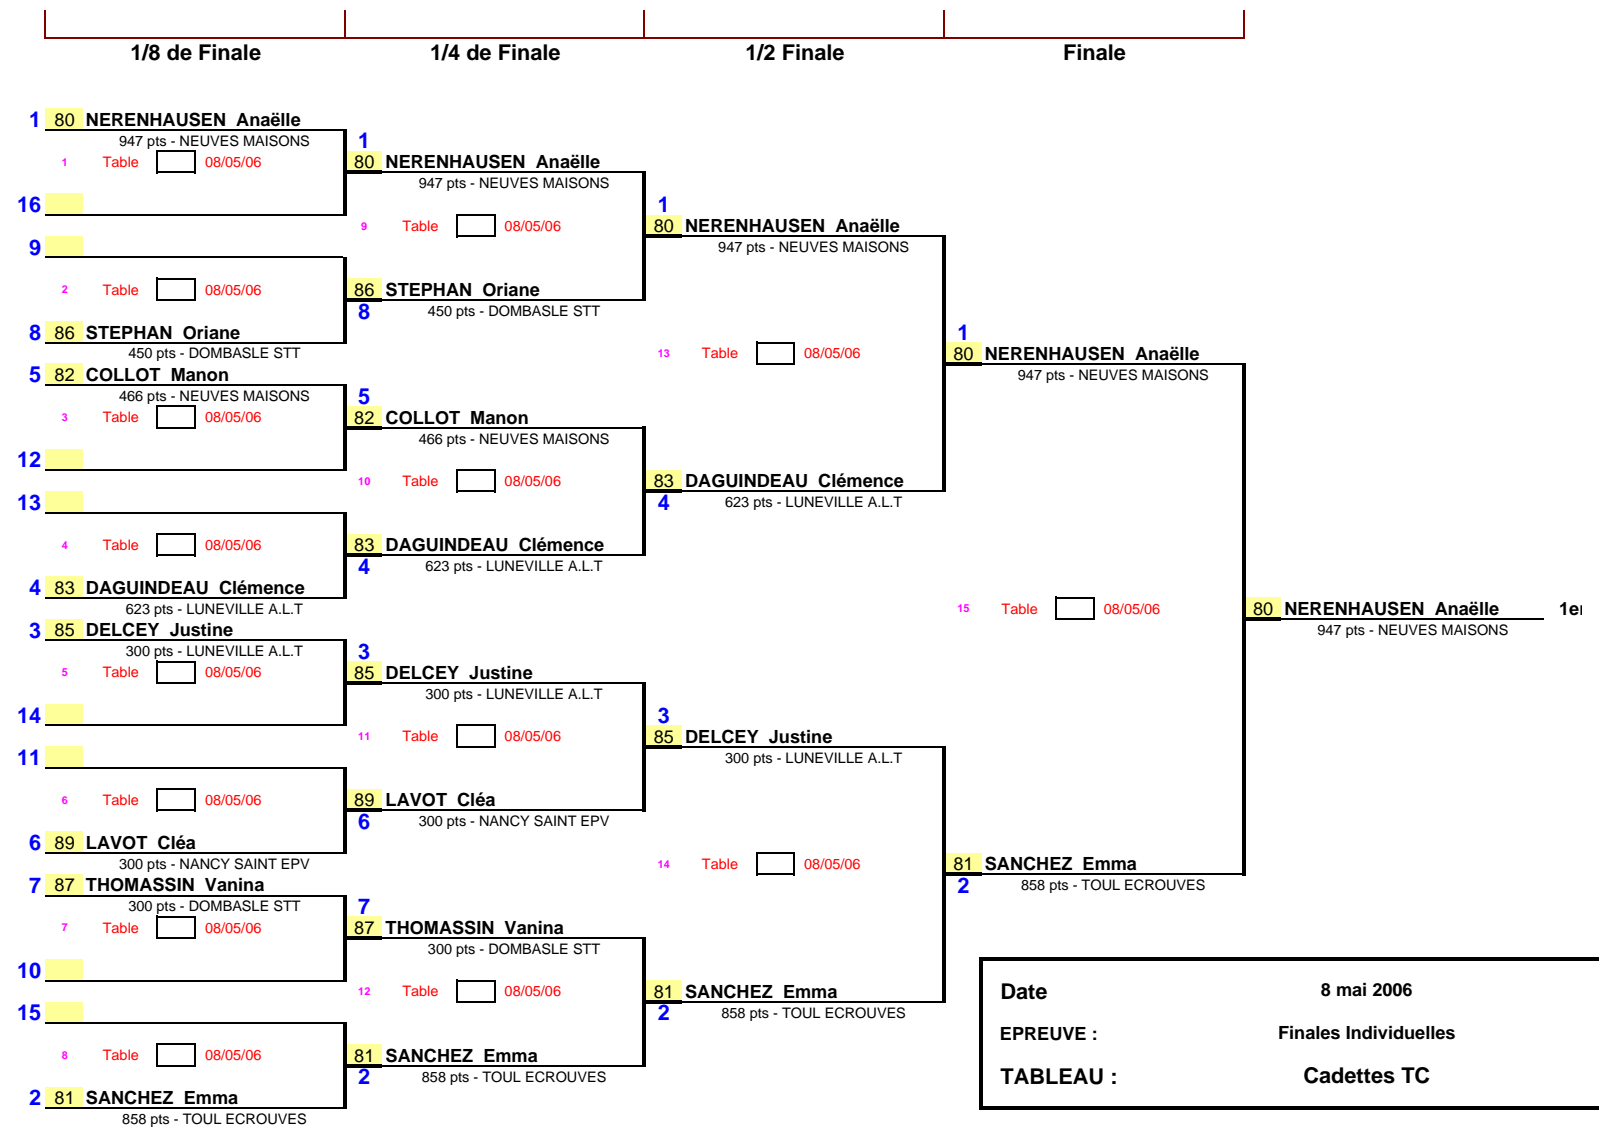 1/8 de Finale 1/4 de Finale 1/2 Finale Finale
1 80 NERENHAUSEN Anaëlle
947 pts - NEUVES MAISONS
1 Table 08/05/06
16
9
2 Table 08/05/06
8 86 STEPHAN Oriane
450 pts - DOMBASLE STT
5 82 COLLOT Manon
466 pts - NEUVES MAISONS
3 Table 08/05/06
12
13
4 Table 08/05/06
4 83 DAGUINDEAU Clémence
623 pts - LUNEVILLE A.L.T
3 85 DELCEY Justine
300 pts - LUNEVILLE A.L.T
5 Table 08/05/06
14
11
6 Table 08/05/06
6 89 LAVOT Cléa
300 pts - NANCY SAINT EPV
7 87 THOMASSIN Vanina
300 pts - DOMBASLE STT
7 Table 08/05/06
10
15
8 Table 08/05/06
2 81 SANCHEZ Emma
858 pts - TOUL ECROUVES
1
80 NERENHAUSEN Anaëlle
947 pts - NEUVES MAISONS
9 Table 08/05/06
86 STEPHAN Oriane
8 450 pts - DOMBASLE STT
5
82 COLLOT Manon
466 pts - NEUVES MAISONS
10 Table 08/05/06
83 DAGUINDEAU Clémence
4 623 pts - LUNEVILLE A.L.T
3
85 DELCEY Justine
300 pts - LUNEVILLE A.L.T
11 Table 08/05/06
89 LAVOT Cléa
6 300 pts - NANCY SAINT EPV
7
87 THOMASSIN Vanina
300 pts - DOMBASLE STT
12 Table 08/05/06
81 SANCHEZ Emma
2 858 pts - TOUL ECROUVES
1
80 NERENHAUSEN Anaëlle
947 pts - NEUVES MAISONS
13 Table 08/05/06
83 DAGUINDEAU Clémence
4 623 pts - LUNEVILLE A.L.T
3
85 DELCEY Justine
300 pts - LUNEVILLE A.L.T
14 Table 08/05/06
81 SANCHEZ Emma
2 858 pts - TOUL ECROUVES
1
80 NERENHAUSEN Anaëlle
947 pts - NEUVES MAISONS
15 Table 08/05/06
81 SANCHEZ Emma
2 858 pts - TOUL ECROUVES
80 NERENHAUSEN Anaëlle
947 pts - NEUVES MAISONS
Date 8 mai 2006
EPREUVE : Finales Individuelles
TABLEAU : Cadettes TC